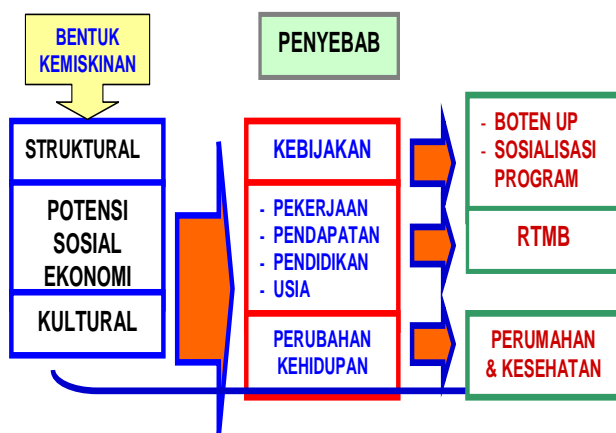 BENTUK
KEMISKINAN
PENYEBAB
STRUKTURAL
POTENSI
SOSIAL
EKONOMI
KULTURAL
KEBIJAKAN
- PEKERJAAN
- PENDAPATAN
- PENDIDIKAN
- USIA
PERUBAHAN
KEHIDUPAN
- BOTEN UP
- SOSIALISASI
PROGRAM
RTMB
PERUMAHAN
& KESEHATAN